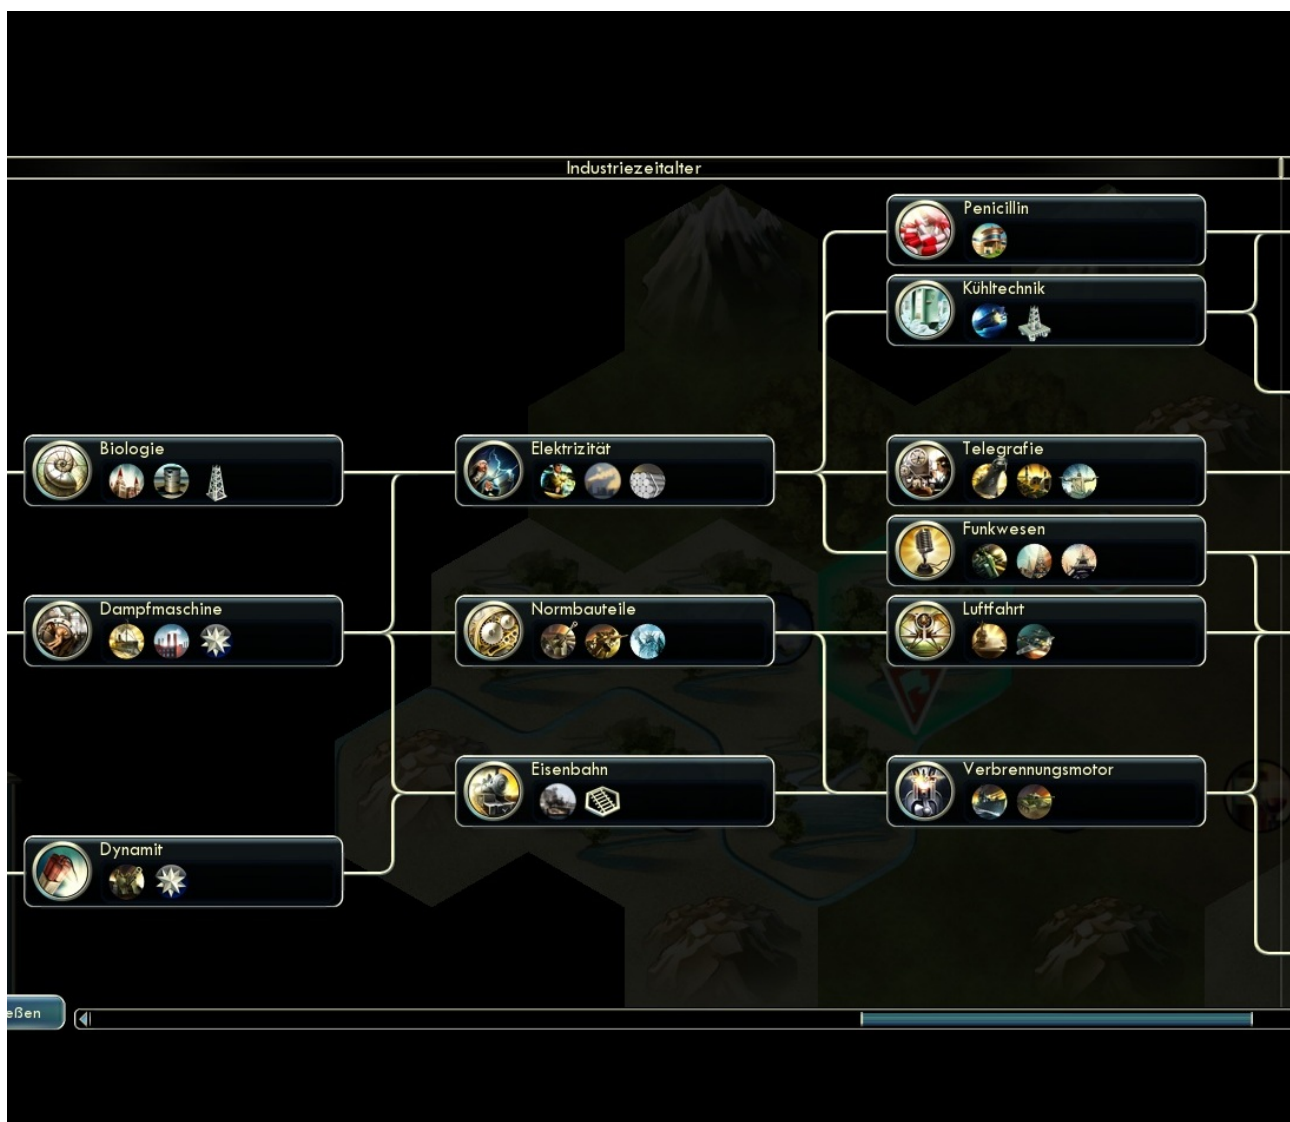 Industriezeitalter
Penicillin
Kühltechnik
Biologie
Elektrizität
Telegrafie
Funkwesen
Dampfmaschine
Normbauteile
Luftfahrt
Eisenbahn
Verbrennungsmotor
Dynamit
eßen